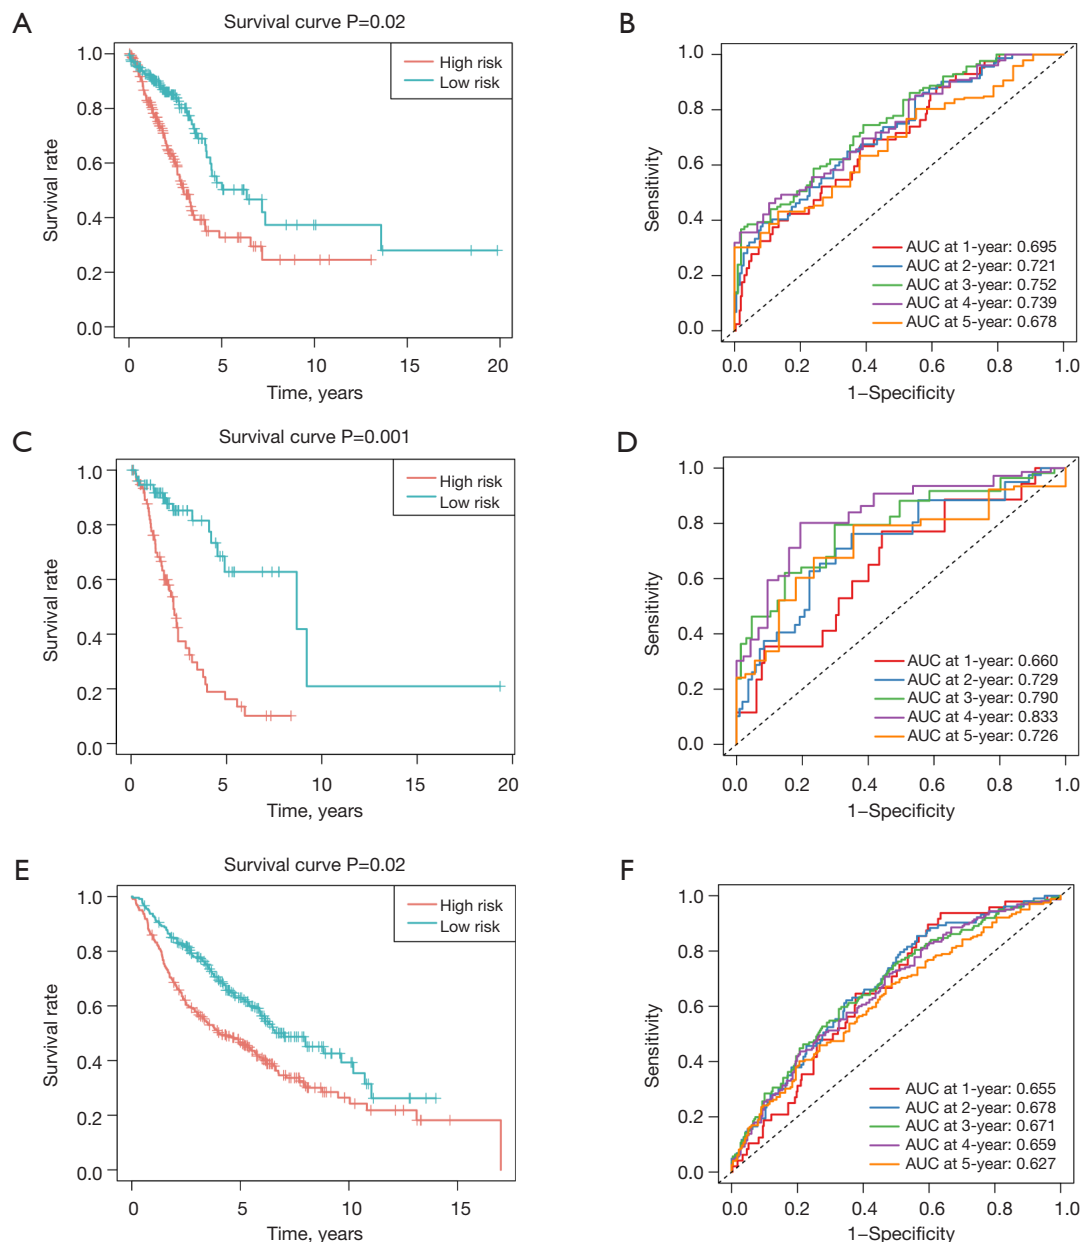 A
Survival curve P=0.02
High risk
Low risk
Survival rate
1.0
0.8
0.6
0.4
0.2
0.0
0 5 10 15 20
Time, years
B
Sensitivity
1.0
0.8
0.6
0.4
0.2
0.0
AUC at 1-year: 0.695
AUC at 2-year: 0.721
AUC at 3-year: 0.752
AUC at 4-year: 0.739
AUC at 5-year: 0.678
0.0 0.2 0.4 0.6 0.8 1.0
1–Specificity
C
Survival curve P=0.001
High risk
Low risk
Survival rate
1.0
0.8
0.6
0.4
0.2
0.0
0 5 10 15 20
Time, years
D
Sensitivity
1.0
0.8
0.6
0.4
0.2
0.0
AUC at 1-year: 0.660
AUC at 2-year: 0.729
AUC at 3-year: 0.790
AUC at 4-year: 0.833
AUC at 5-year: 0.726
0.0 0.2 0.4 0.6 0.8 1.0
1–Specificity
E
Survival curve P=0.02
High risk
Low risk
Survival rate
1.0
0.8
0.6
0.4
0.2
0.0
0 5 10 15
Time, years
F
Sensitivity
1.0
0.8
0.6
0.4
0.2
0.0
AUC at 1-year: 0.655
AUC at 2-year: 0.678
AUC at 3-year: 0.671
AUC at 4-year: 0.659
AUC at 5-year: 0.627
0.0 0.2 0.4 0.6 0.8 1.0
1–Specificity